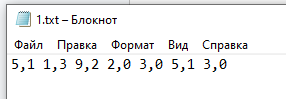 1.txt – Блокнот
Файл Правка Формат Вид Справка
5,1 1,3 9,2 2,0 3,0 5,1 3,0